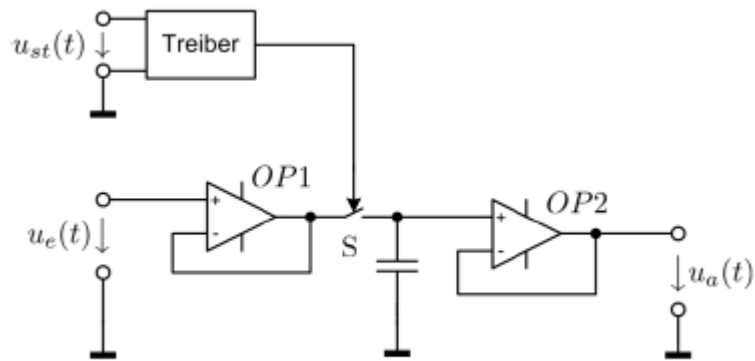 u_st(t)
Treiber
OP1
OP2
+
-
+
-
u_e(t)
S
u_a(t)